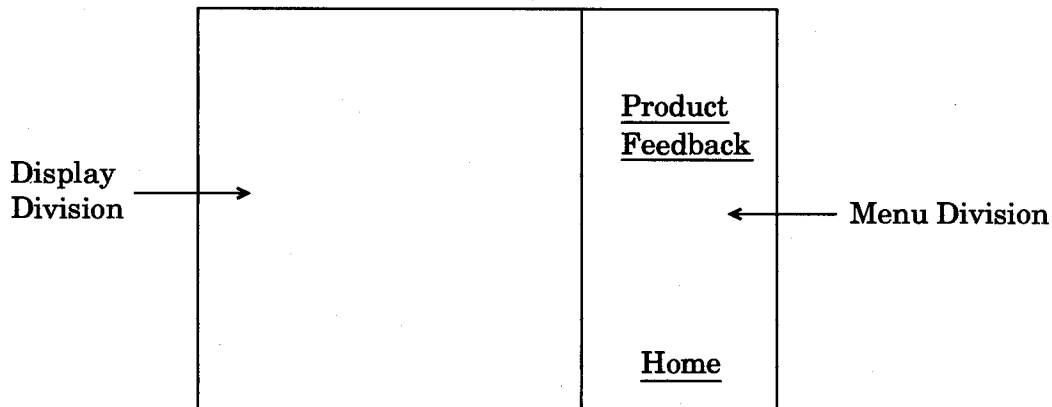 Product
Feedback
Display
Division
Menu Division
Home